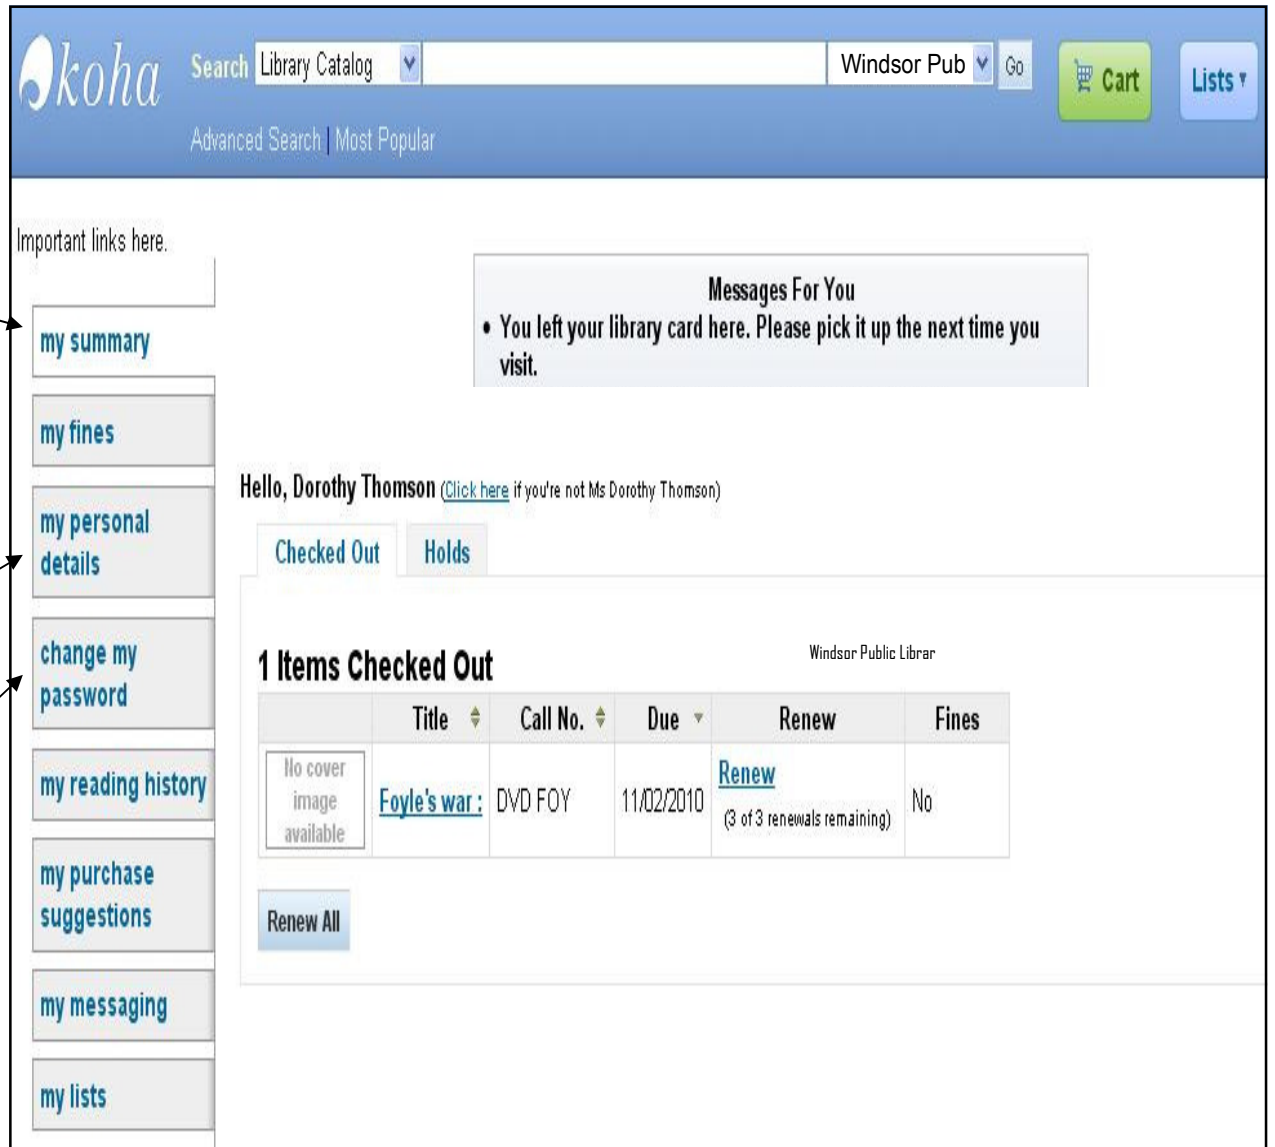 koha
Search Library Catalog Windsor Pub Go Cart Lists
Advanced Search | Most Popular
Important links here.
Messages For You
• You left your library card here. Please pick it up the next time you
visit.
my summary
my fines
my personal
details
change my
password
my reading history
my purchase
suggestions
my messaging
my lists
Hello, Dorothy Thomson (Click here if you're not Ms Dorothy Thomson)
Checked Out Holds
1 Items Checked Out
Windsor Public Librar
Title Call No. Due Renew Fines
No cover
image
available
Foyle's war : DVD FOY 11/02/2010 Renew
(3 of 3 renewals remaining)
No
Renew All